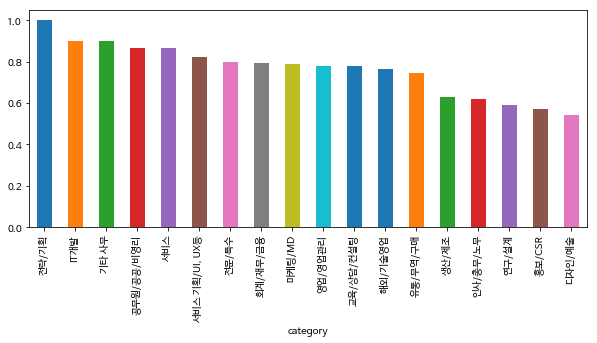 1.0
0.8
0.6
0.4
0.2
0.0
전략/기획
IT개발
기타 사무
공무원/공공/비영리
서비스
서비스 기획/UI, UX등
전문/특수
회계/재무/금융
마케팅/MD
영업/영업관리
교육/상담/컨설팅
해외/기술영업
유통/무역/구매
생산/제조
인사/총무/노무
연구/설계
홍보/CSR
디자인/예술
category